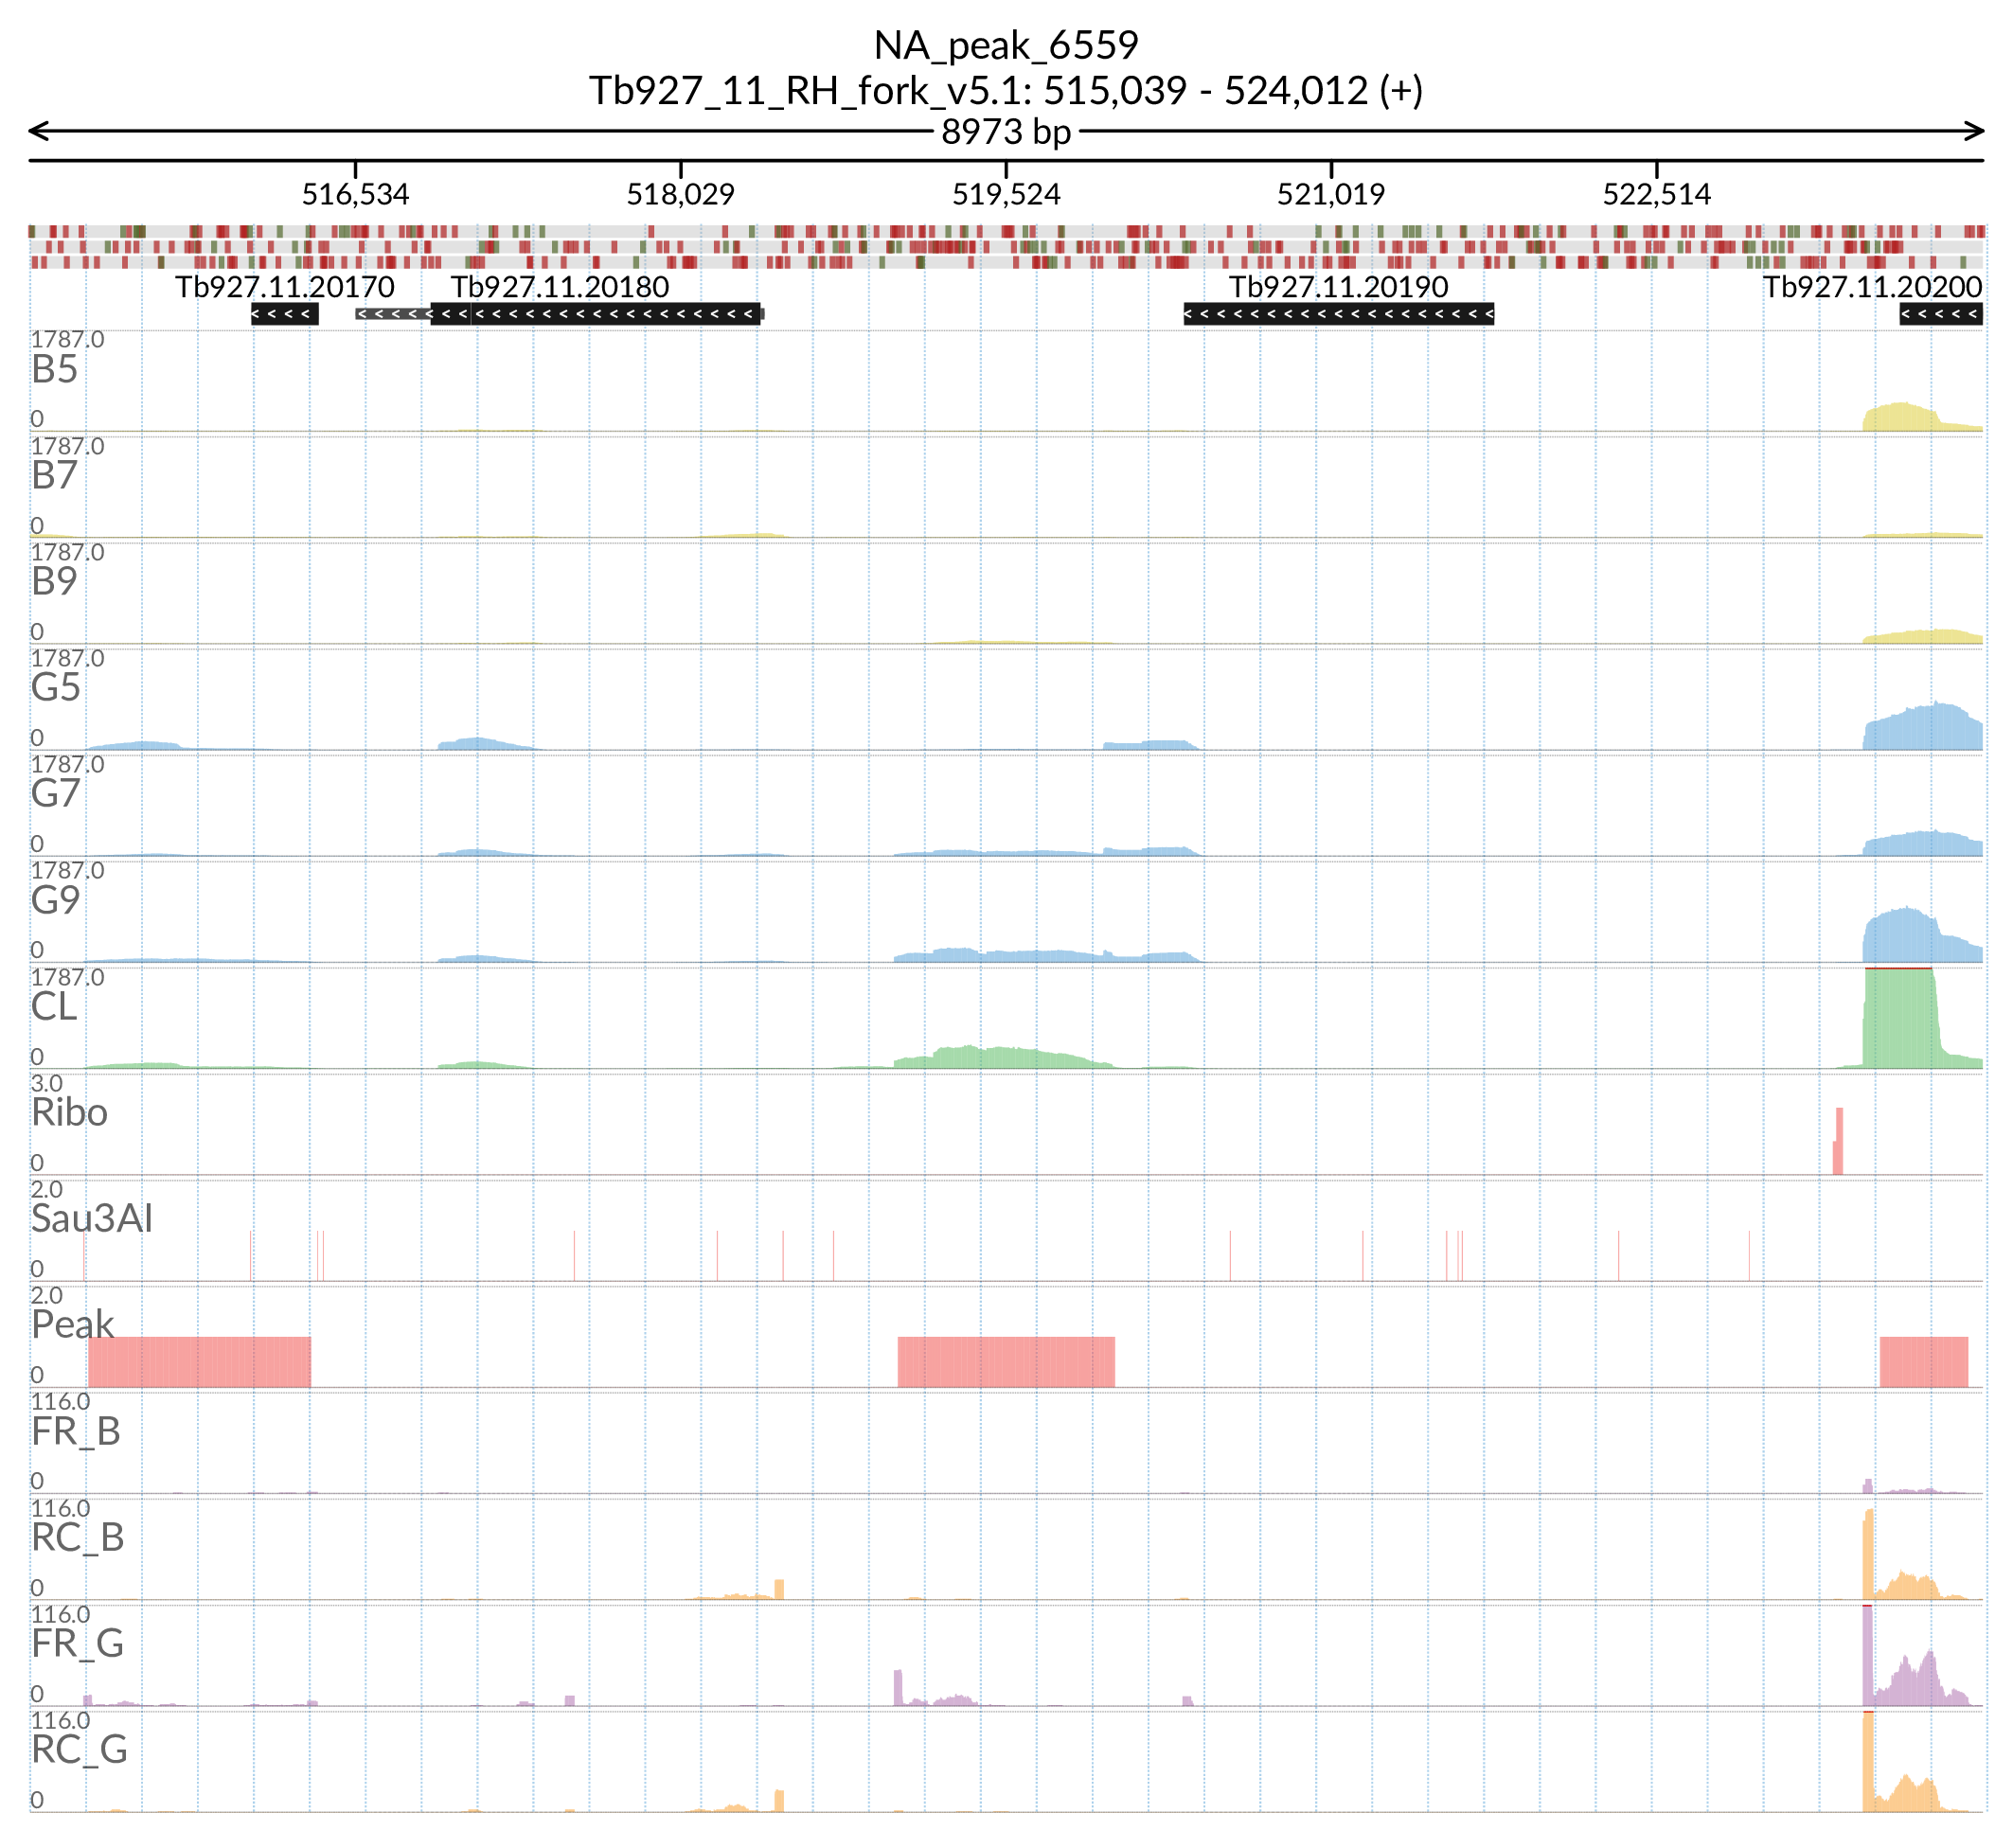 NA_peak_6559
Tb927_11_RH_fork_v5.1: 515,039 - 524,012 (+)
8973 bp
516,534 518,029 519,524 521,019 522,514
Tb927.11.20170 Tb927.11.20180 Tb927.11.20190 Tb927.11.20200
1787.0
B5
0
1787.0
B7
0
1787.0
B9
0
1787.0
G5
0
1787.0
G7
0
1787.0
G9
0
1787.0
CL
0
3.0
Ribo
0
2.0
Sau3AI
0
2.0
Peak
0
116.0
FR_B
0
116.0
RC_B
0
116.0
FR_G
0
116.0
RC_G
0